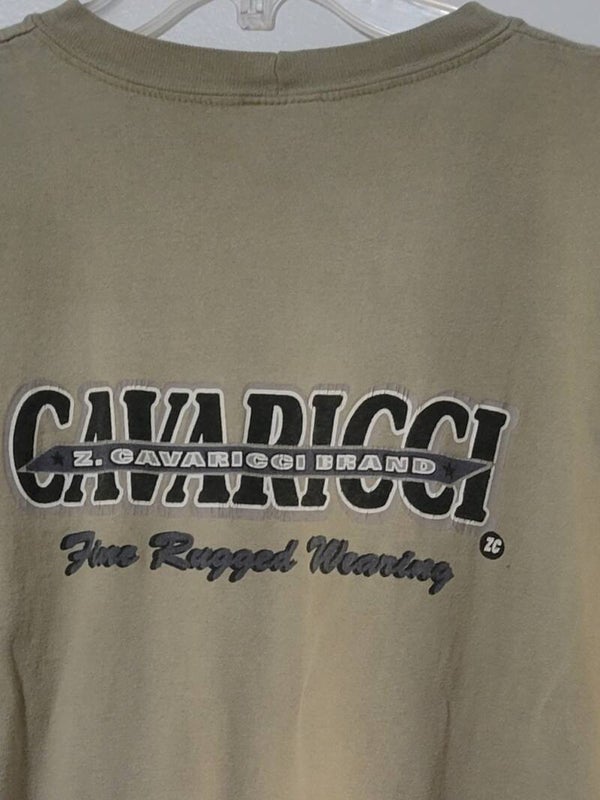 CAVARICCI
Z. CAVARICCI BRAND
Fine Rugged Wearing
ZC